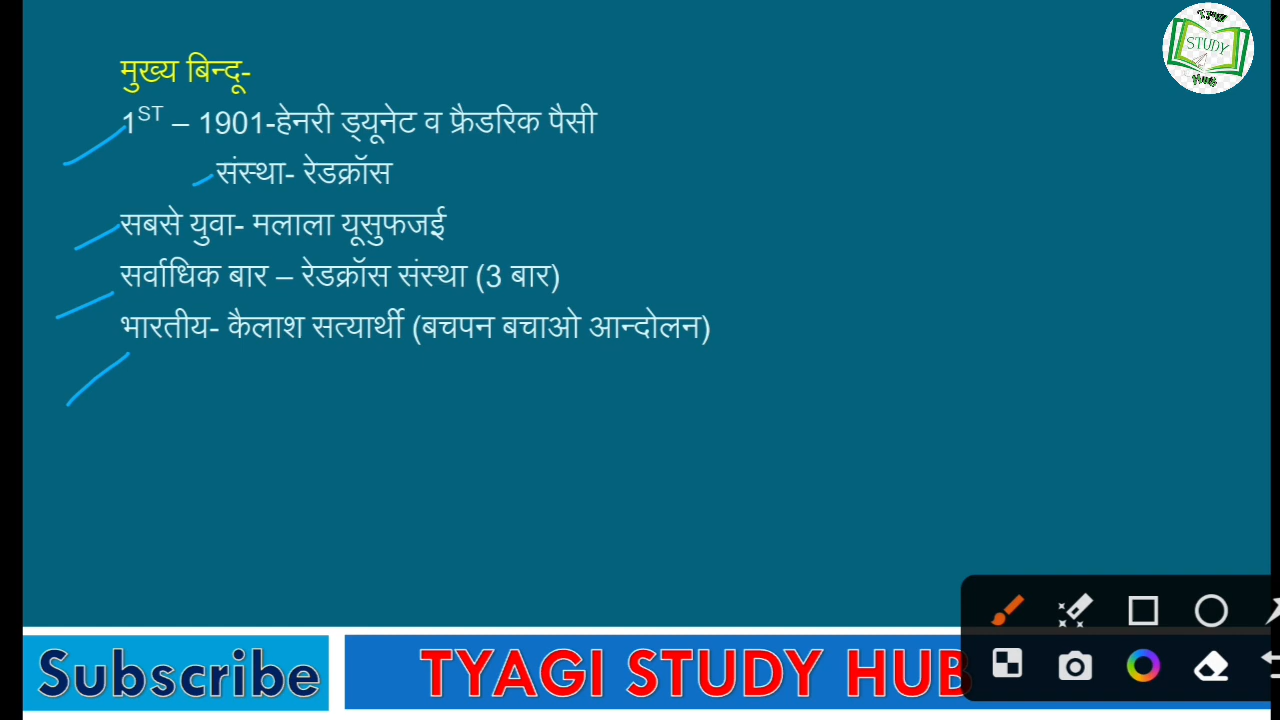 मुख्य बिन्दू-
1ST – 1901-हेनरी ड्यूनेट व फ्रैडरिक पैसी
संस्था- रेडक्रॉस
सबसे युवा- मलाला यूसुफजई
सर्वाधिक बार – रेडक्रॉस संस्था (3 बार)
भारतीय- कैलाश सत्यार्थी (बचपन बचाओ आन्दोलन)
STUDY
Subscribe
TYAGI STUDY HUB